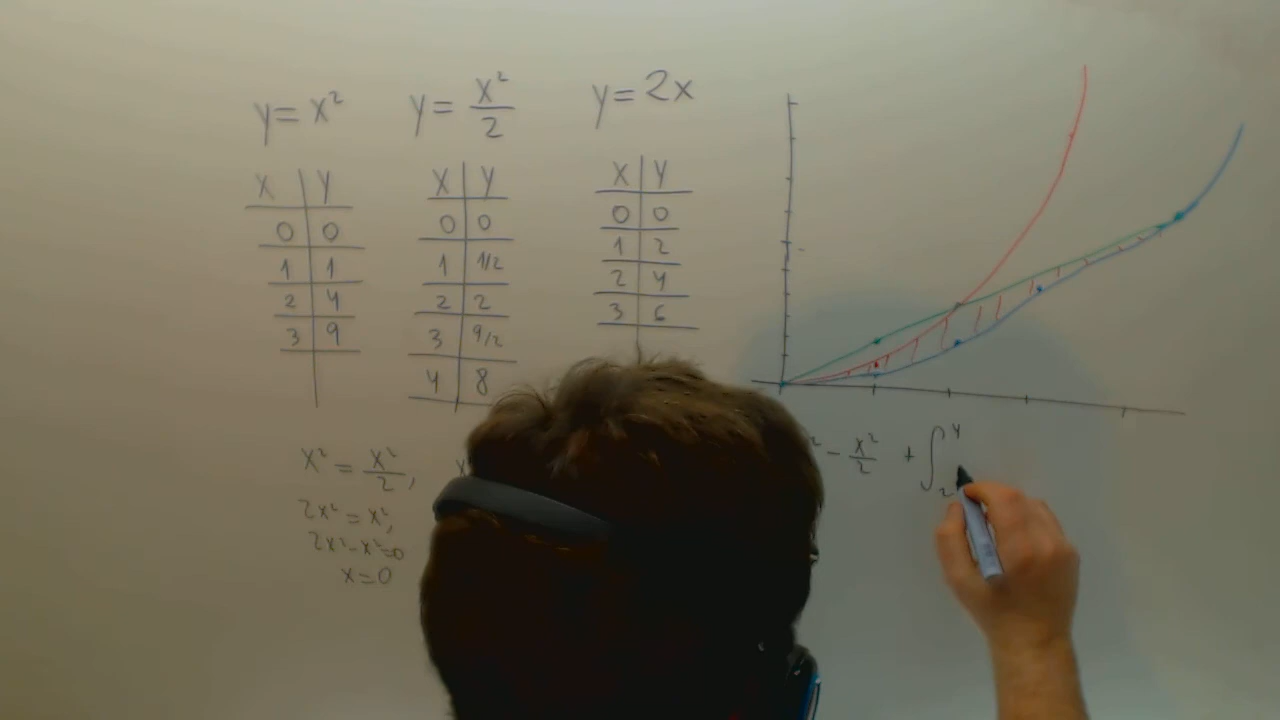 y = x²
y = x²/2
y = 2x
X Y
0 0
1 1
2 4
3 9
X Y
0 0
1 1/2
2 2
3 9/2
4 8
X Y
0 0
1 2
2 4
3 6
x² = x²/2,
2x² = x²,
2x² - x² = 0
x = 0
x
² - x²/2 + ∫₂⁴